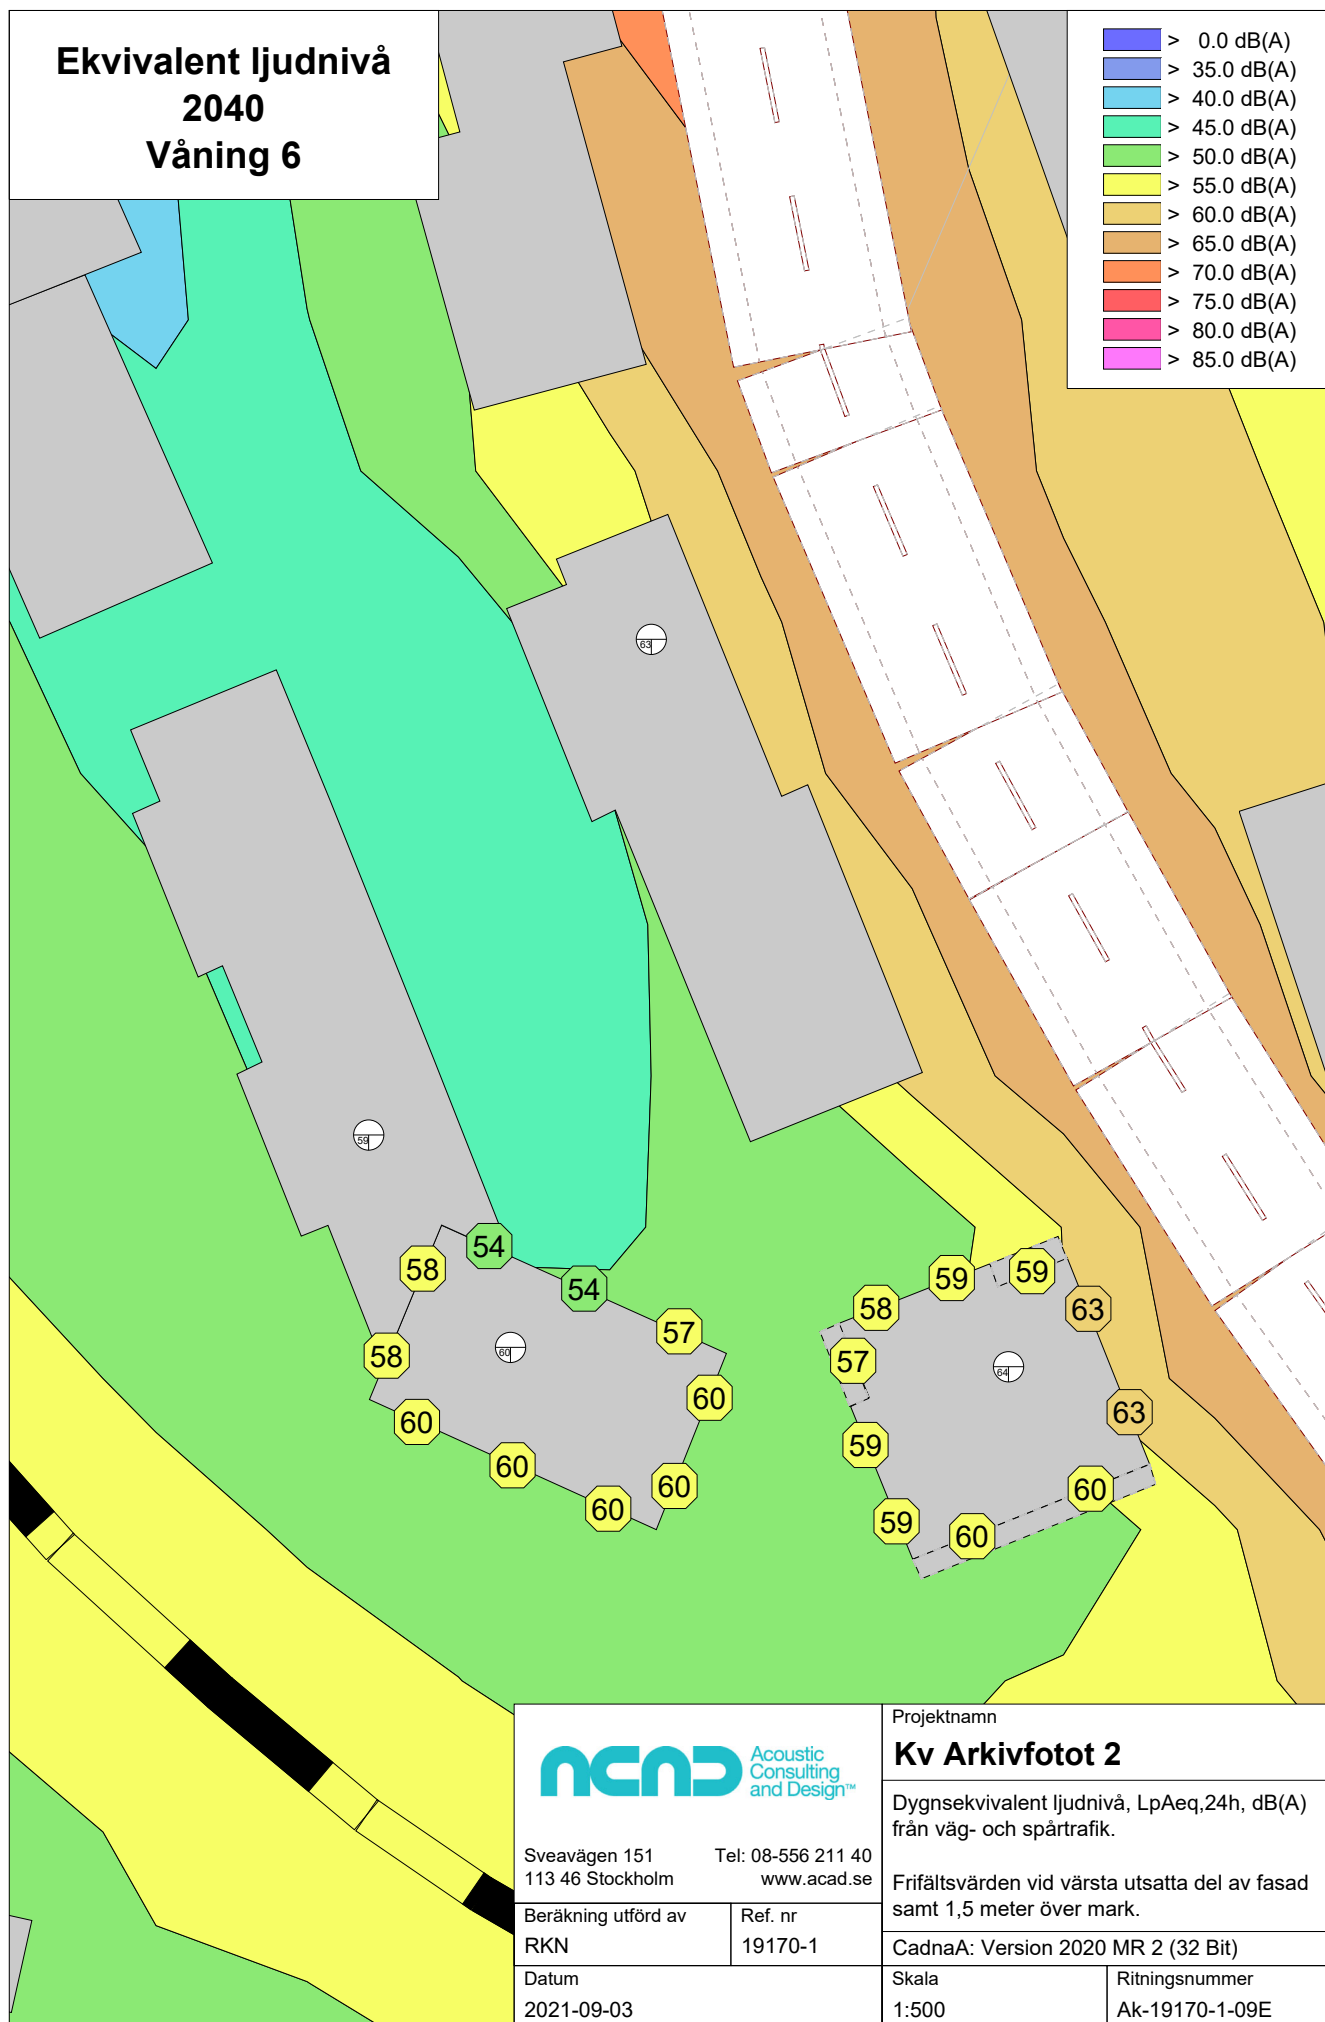 Ekvivalent ljudnivå
2040
Våning 6
> 0.0 dB(A)
> 35.0 dB(A)
> 40.0 dB(A)
> 45.0 dB(A)
> 50.0 dB(A)
> 55.0 dB(A)
> 60.0 dB(A)
> 65.0 dB(A)
> 70.0 dB(A)
> 75.0 dB(A)
> 80.0 dB(A)
> 85.0 dB(A)
63
59
54
58
54
57
58
60
60
60
60
60
60
59
59
58
63
57
64
63
59
60
59
60
acad
Acoustic
Consulting
and Design™
Sveavägen 151
113 46 Stockholm
Tel: 08-556 211 40
www.acad.se
Beräkning utförd av
RKN
Ref. nr
19170-1
Datum
2021-09-03
Projektnamn
Kv Arkivfotot 2
Dygnsekvivalent ljudnivå, LpAeq,24h, dB(A)
från väg- och spårtrafik.
Frifältsvärden vid värsta utsatta del av fasad
samt 1,5 meter över mark.
CadnaA: Version 2020 MR 2 (32 Bit)
Skala
1:500
Ritningsnummer
Ak-19170-1-09E